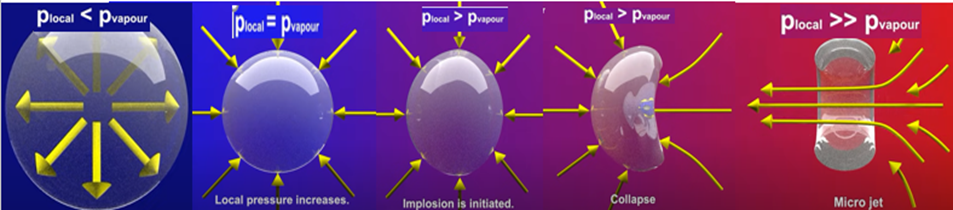 plocal < pvapour
plocal = pvapour
plocal > pvapour
plocal > pvapour
plocal >> pvapour
Local pressure increases.
Implosion is initiated.
Collapse
Micro jet